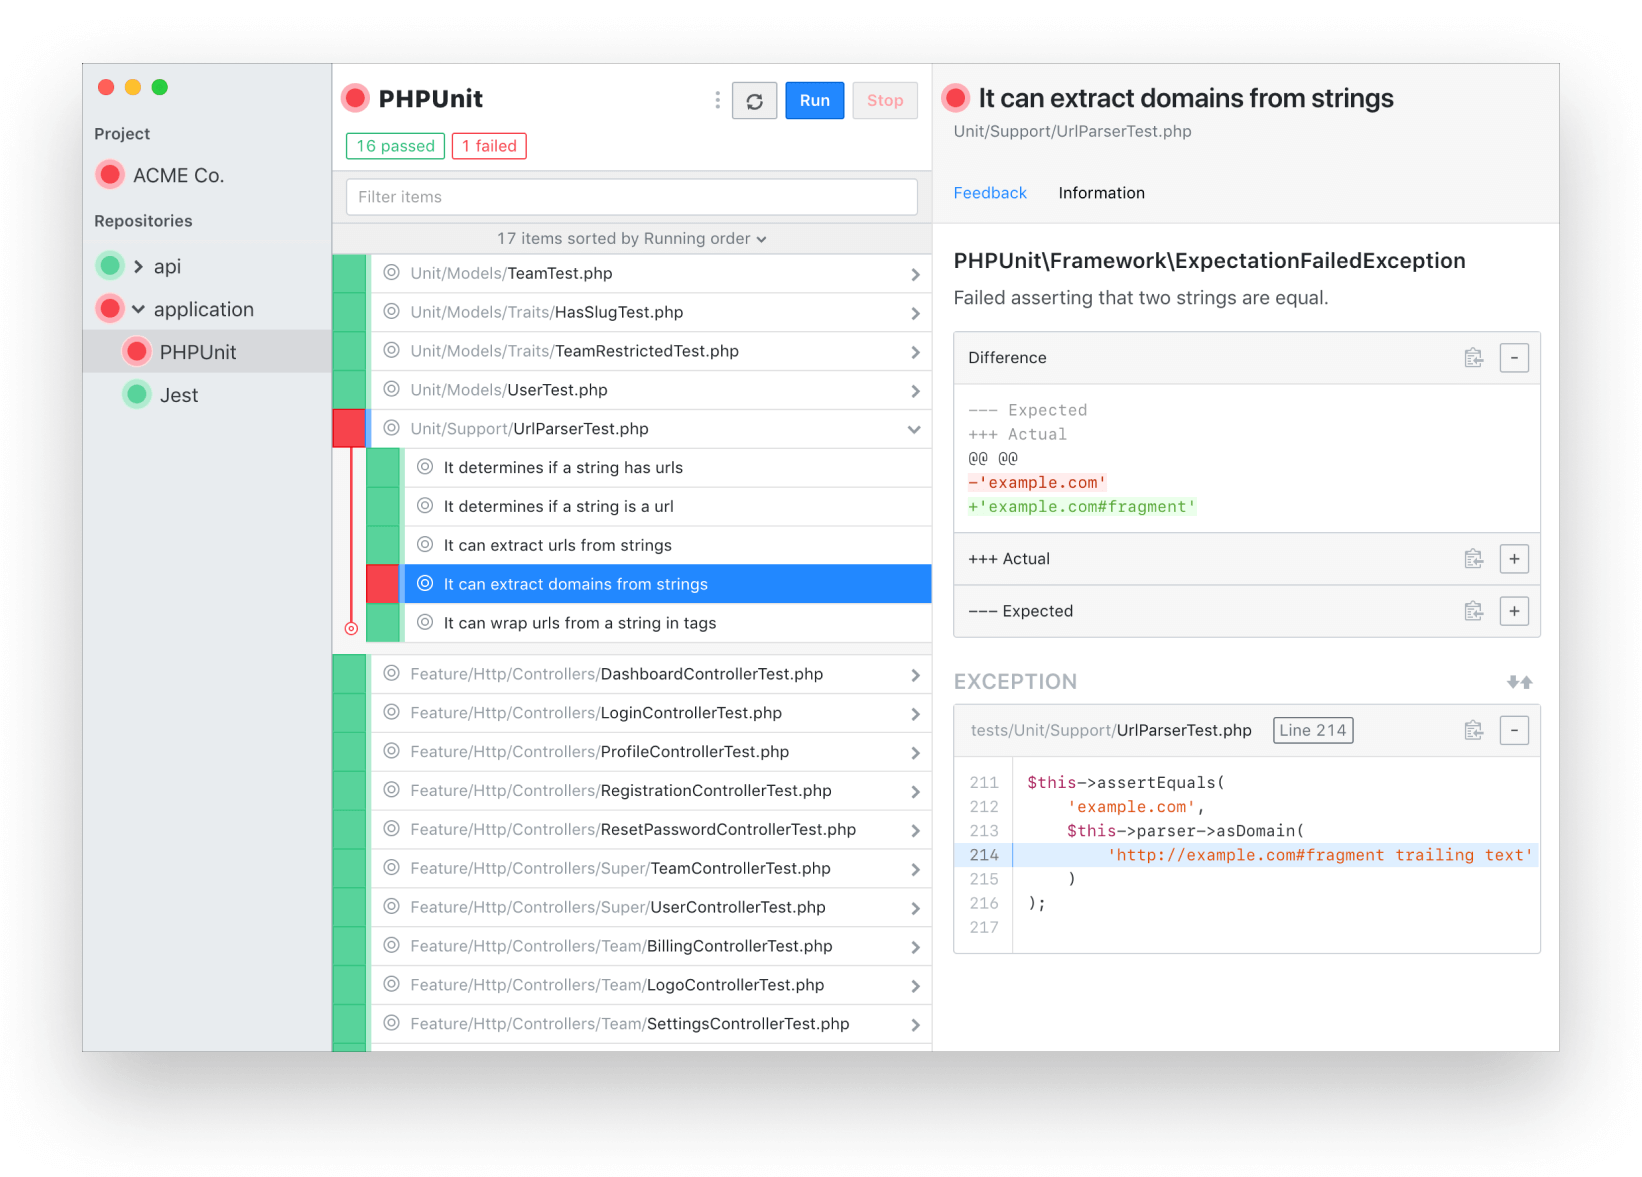 Project
ACME Co.
Repositories
api
application
PHPUnit
Jest
PHPUnit
Run
Stop
16 passed
1 failed
Filter items
17 items sorted by Running order
Unit/Models/TeamTest.php
Unit/Models/Traits/HasSlugTest.php
Unit/Models/Traits/TeamRestrictedTest.php
Unit/Models/UserTest.php
Unit/Support/UrlParserTest.php
It determines if a string has urls
It determines if a string is a url
It can extract urls from strings
It can extract domains from strings
It can wrap urls from a string in tags
Feature/Http/Controllers/DashboardControllerTest.php
Feature/Http/Controllers/LoginControllerTest.php
Feature/Http/Controllers/ProfileControllerTest.php
Feature/Http/Controllers/RegistrationControllerTest.php
Feature/Http/Controllers/ResetPasswordControllerTest.php
Feature/Http/Controllers/Super/TeamControllerTest.php
Feature/Http/Controllers/Super/UserControllerTest.php
Feature/Http/Controllers/Team/BillingControllerTest.php
Feature/Http/Controllers/Team/LogoControllerTest.php
Feature/Http/Controllers/Team/SettingsControllerTest.php
It can extract domains from strings
Unit/Support/UrlParserTest.php
Feedback
Information
PHPUnit\Framework\ExpectationFailedException
Failed asserting that two strings are equal.
Difference
-
--- Expected
+++ Actual
@@ @@
-'example.com'
+'example.com#fragment'
+++ Actual
+
--- Expected
+
EXCEPTION
tests/Unit/Support/UrlParserTest.php
Line 214
-
211 $this->assertEquals(
212 'example.com',
213 $this->parser->asDomain(
214 'http://example.com#fragment trailing text'
215 )
216 );
217